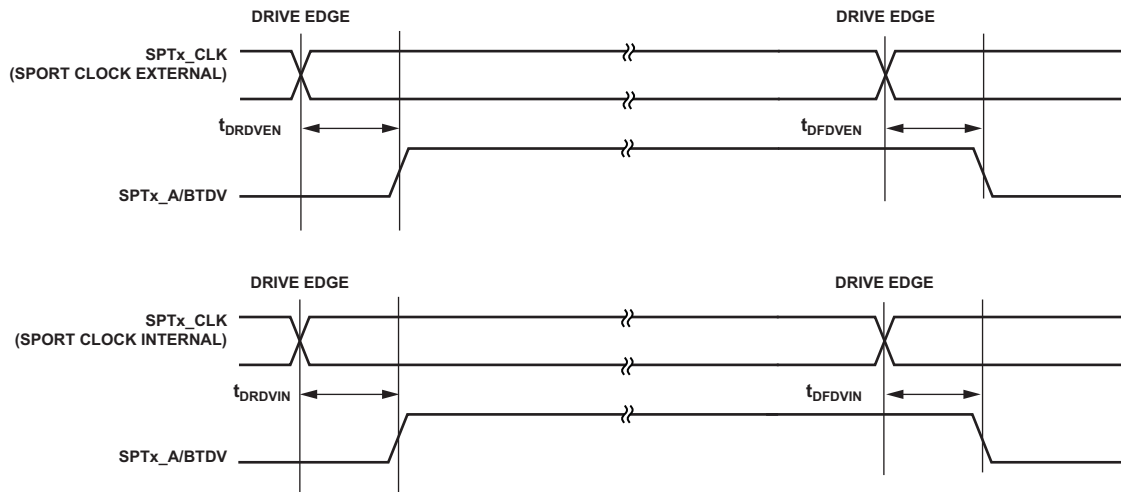 DRIVE EDGE DRIVE EDGE
SPTx_CLK
(SPORT CLOCK EXTERNAL)
tDRDVEN tDFDVEN
SPTx_A/BTDV
DRIVE EDGE DRIVE EDGE
SPTx_CLK
(SPORT CLOCK INTERNAL)
tDRDVIN tDFDVIN
SPTx_A/BTDV